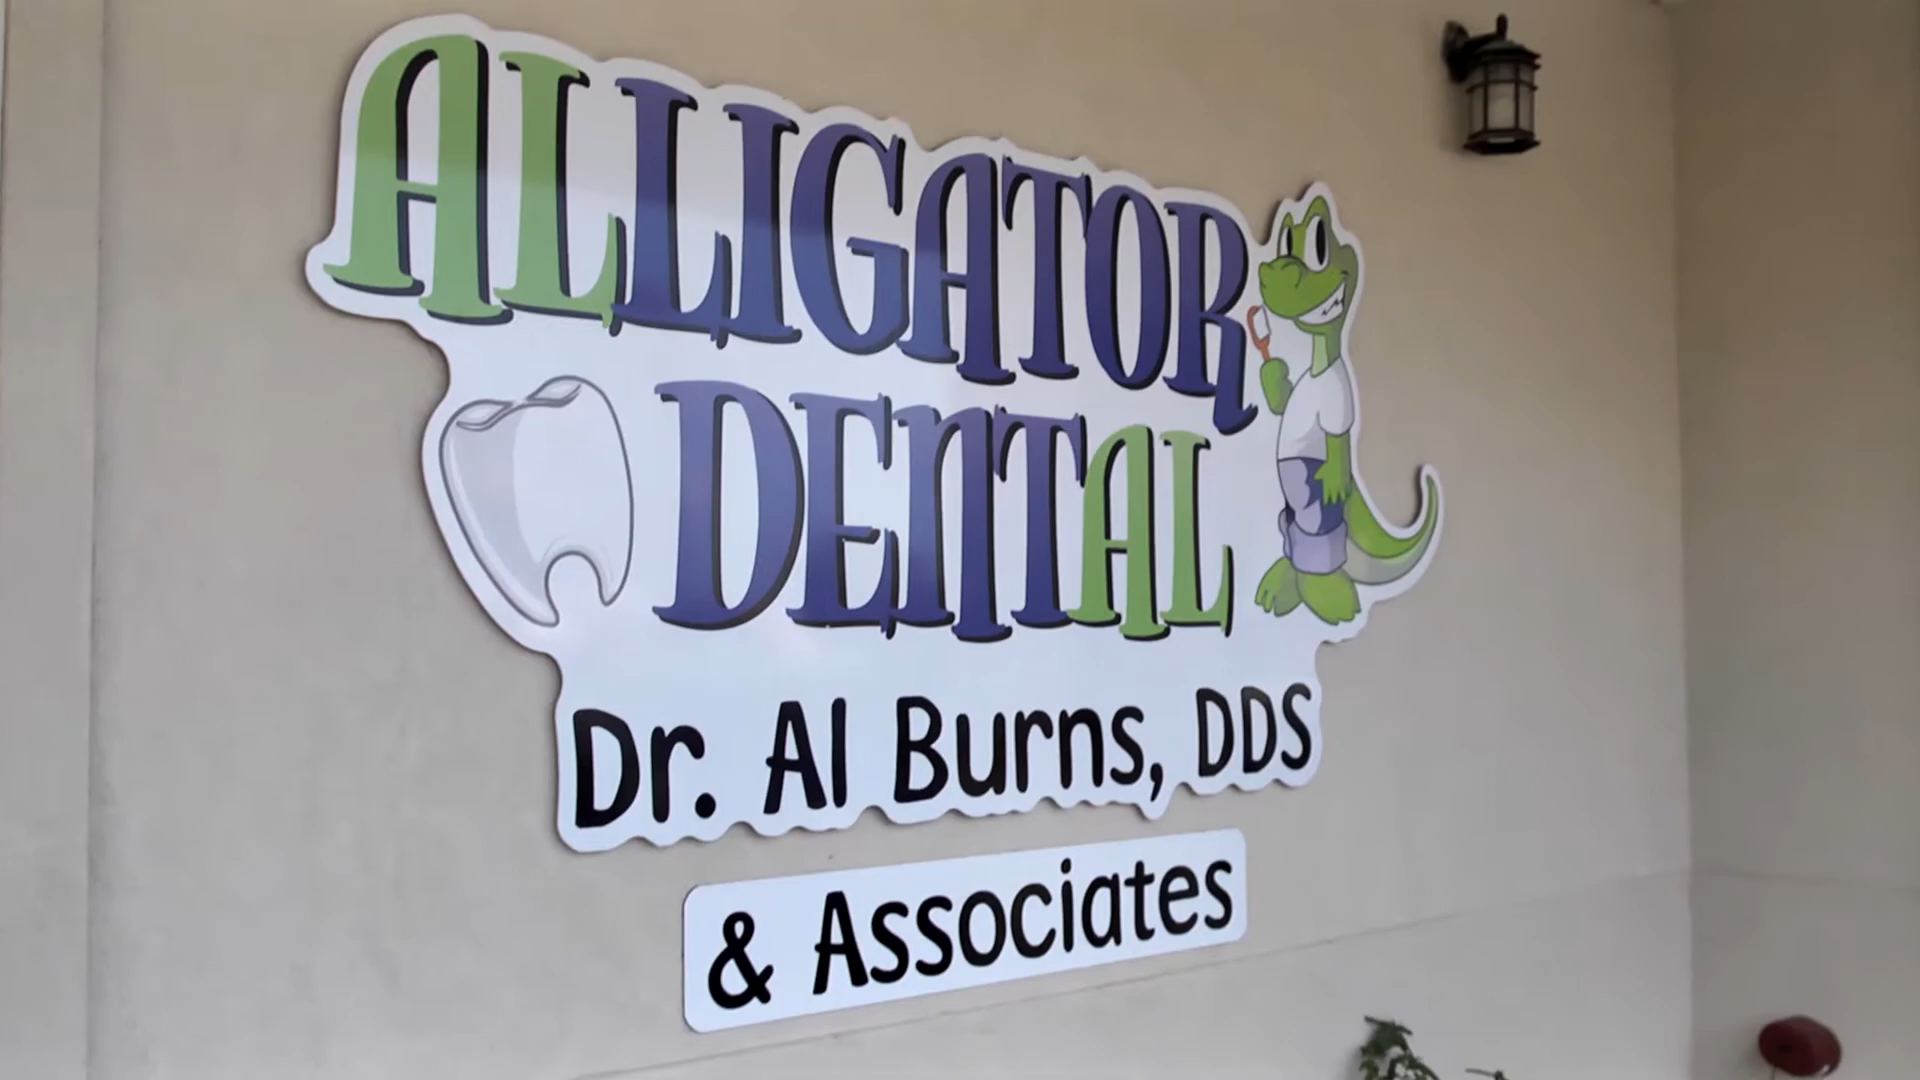 ALLIGATOR
DENTAL
Dr. Al Burns, DDS
& Associates